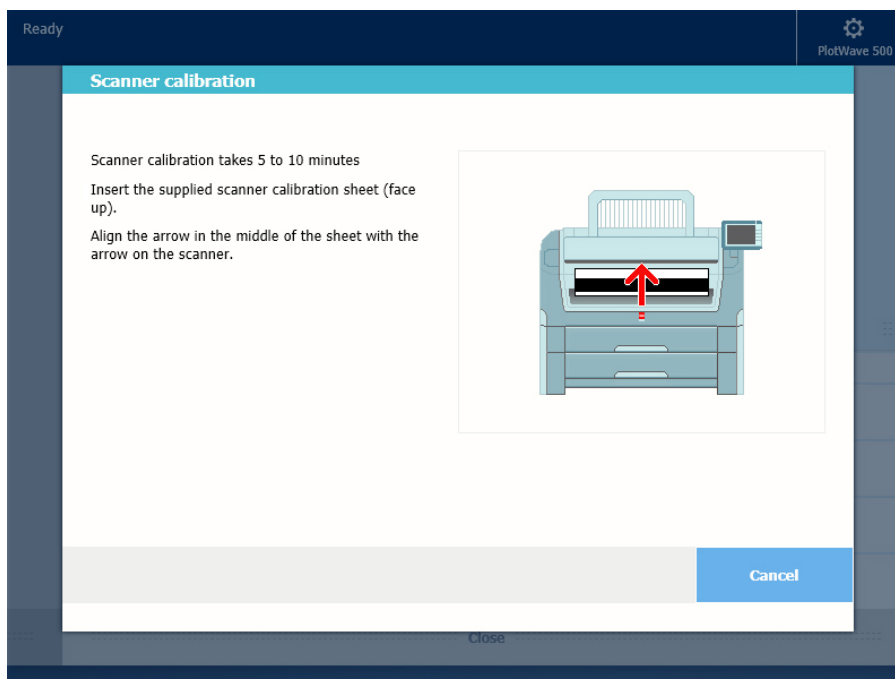 Ready
PlotWave 500
Scanner calibration
Scanner calibration takes 5 to 10 minutes
Insert the supplied scanner calibration sheet (face
up).
Align the arrow in the middle of the sheet with the
arrow on the scanner.
Cancel
Close